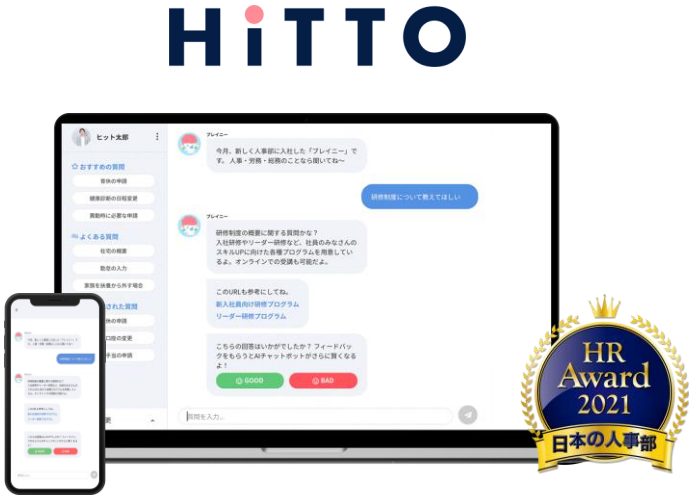 HiTTO
ヒット太郎
おすすめの質問
育休の申請
健康診断の日程変更
異動時に必要な申請
よくある質問
社宅の概要
勤怠の入力
家族を扶養から外す場合
された質問
休の申請
口座の変更
手当の申請
更
ブレイニー
今月、新しく人事部に入社した「ブレイニー」で
す。人事・労務・総務のことなら聞いてね〜
研修制度について教えてほしい
ブレイニー
研修制度の概要に関する質問かな？
入社研修やリーダー研修など、社員のみなさんの
スキルUPに向けた各種プログラムを用意してい
るよ。オンラインでの受講も可能だよ。
このURLも参考にしてね。
新入社員向け研修プログラム
リーダー研修プログラム
こちらの回答はいかがでしたか？ フィードバッ
クをもらうとAIチャットボットがさらに賢くなる
よ！
GOOD
BAD
質問を入力...
HR
Award
2021
日本の人事部